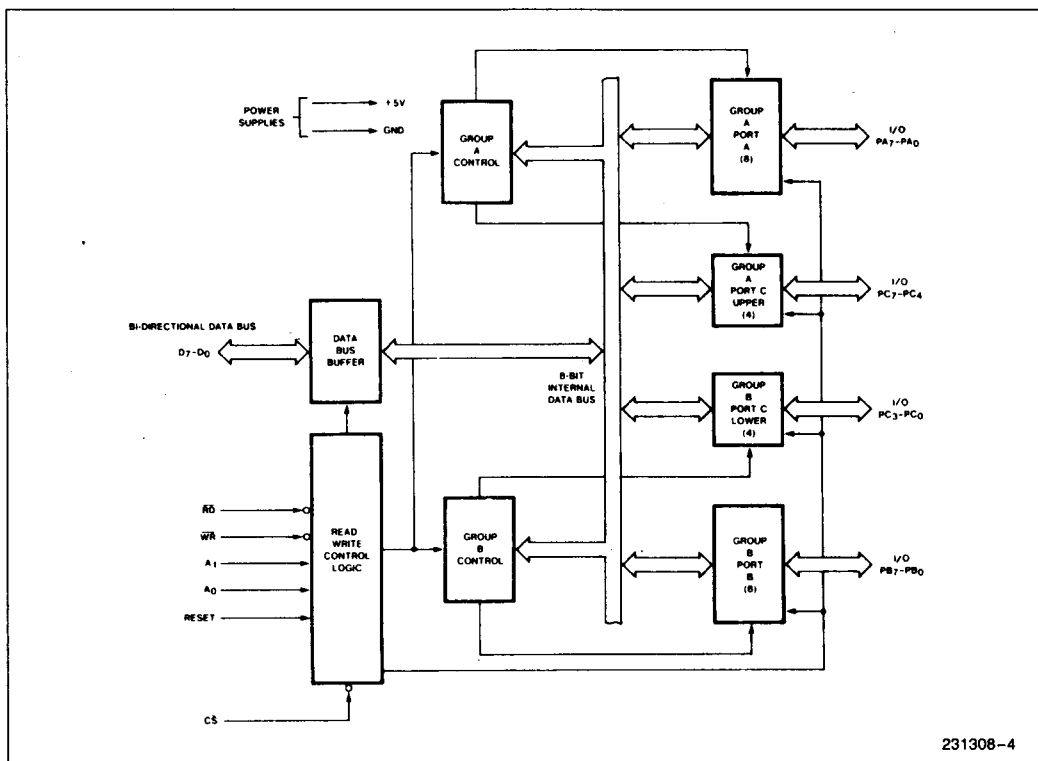 POWER
SUPPLIES
+5V
GND
GROUP
A
CONTROL
GROUP
A
PORT
A
(8)
I/O
PA7-PA0
GROUP
A
PORT C
UPPER
(4)
I/O
PC7-PC4
BI-DIRECTIONAL DATA BUS
D7-D0
DATA
BUS
BUFFER
8-BIT
INTERNAL
DATA BUS
GROUP
B
PORT C
LOWER
(4)
I/O
PC3-PC0
RD
WR
A1
A0
RESET
CS
READ
WRITE
CONTROL
LOGIC
GROUP
B
CONTROL
GROUP
B
PORT
B
(8)
I/O
PB7-PB0
231308-4